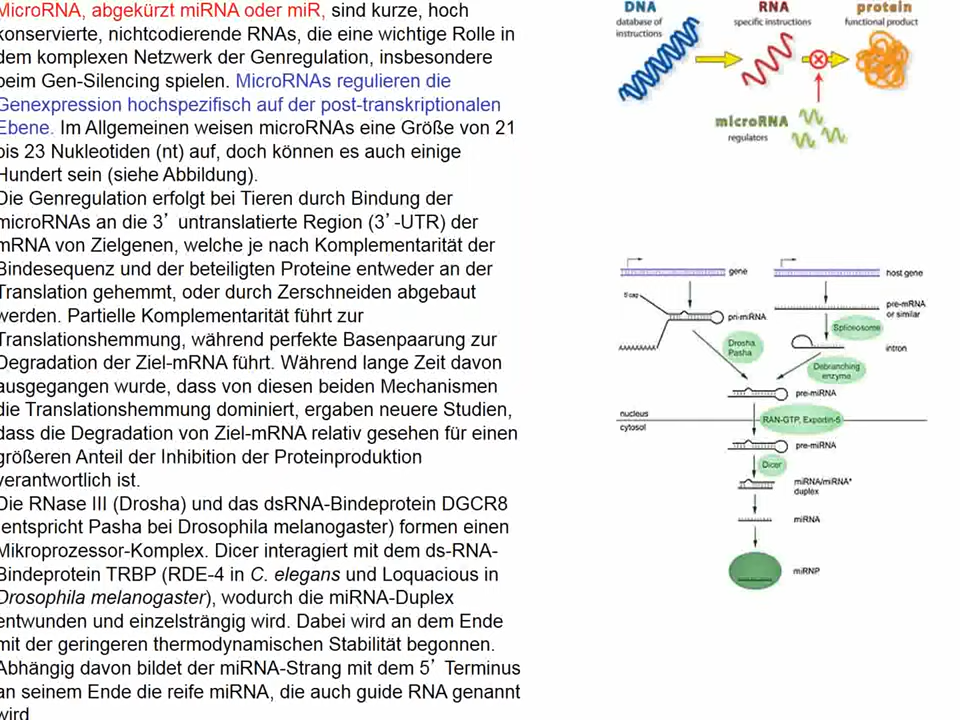 MicroRNA, abgekürzt miRNA oder miR, sind kurze, hoch
konservierte, nichtcodierende RNAs, die eine wichtige Rolle in
dem komplexen Netzwerk der Genregulation, insbesondere
beim Gen-Silencing spielen. MicroRNAs regulieren die
Genexpression hochspezifisch auf der post-transkriptionalen
Ebene. Im Allgemeinen weisen microRNAs eine Größe von 21
bis 23 Nukleotiden (nt) auf, doch können es auch einige
Hundert sein (siehe Abbildung).
Die Genregulation erfolgt bei Tieren durch Bindung der
microRNAs an die 3’ untranslatierte Region (3’-UTR) der
mRNA von Zielgenen, welche je nach Komplementarität der
Bindesequenz und der beteiligten Proteine entweder an der
Translation gehemmt, oder durch Zerschneiden abgebaut
werden. Partielle Komplementarität führt zur
Translationshemmung, während perfekte Basenpaarung zur
Degradation der Ziel-mRNA führt. Während lange Zeit davon
ausgegangen wurde, dass von diesen beiden Mechanismen
die Translationshemmung dominiert, ergaben neuere Studien,
dass die Degradation von Ziel-mRNA relativ gesehen für einen
größeren Anteil der Inhibition der Proteinproduktion
verantwortlich ist.
Die RNase III (Drosha) und das dsRNA-Bindeprotein DGCR8
(entspricht Pasha bei Drosophila melanogaster) formen einen
Mikroprozessor-Komplex. Dicer interagiert mit dem ds-RNA-
Bindeprotein TRBP (RDE-4 in C. elegans und Loquacious in
Drosophila melanogaster), wodurch die miRNA-Duplex
entwunden und einzelsträngig wird. Dabei wird an dem Ende
mit der geringeren thermodynamischen Stabilität begonnen.
Abhängig davon bildet der miRNA-Strang mit dem 5’ Terminus
an seinem Ende die reife miRNA, die auch guide RNA genannt
wird
DNA
database of
instructions
RNA
specific instructions
protein
functional product
microRNA
regulators
gene
host gene
5'cap
pri-miRNA
pre-mRNA
or similar
Spliceosome
AAAAAAAA
Drosha
Pasha
intron
Debranching
enzyme
pre-miRNA
nucleus
cytosol
RAN-GTP, Exportin-5
pre-miRNA
Dicer
miRNA/miRNA*
duplex
miRNA
miRNP